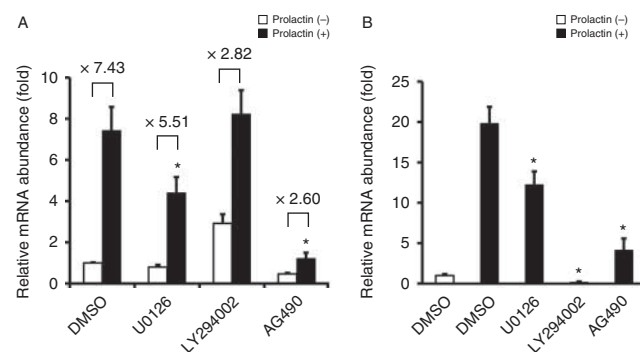 A
Prolactin (–)
Prolactin (+)
Relative mRNA abundance (fold)
10
8
6
4
2
0
× 7.43
× 5.51
*
× 2.82
× 2.60
*
DMSO
U0126
LY294002
AG490
B
Prolactin (–)
Prolactin (+)
Relative mRNA abundance (fold)
25
20
15
10
5
0
*
*
*
DMSO
DMSO
U0126
LY294002
AG490